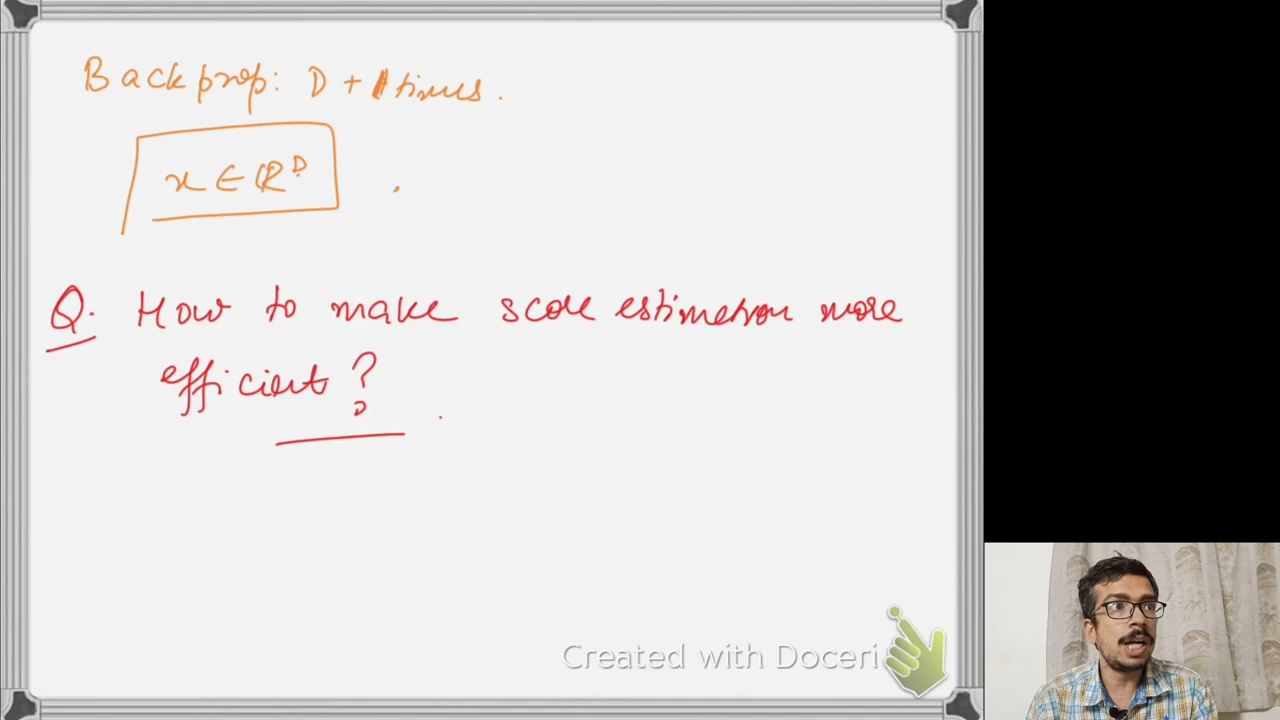 Backprop: D + 1 times.
x ∈ ℝᴰ
Q. How to make score estimation more
efficient?
Created with Doceri